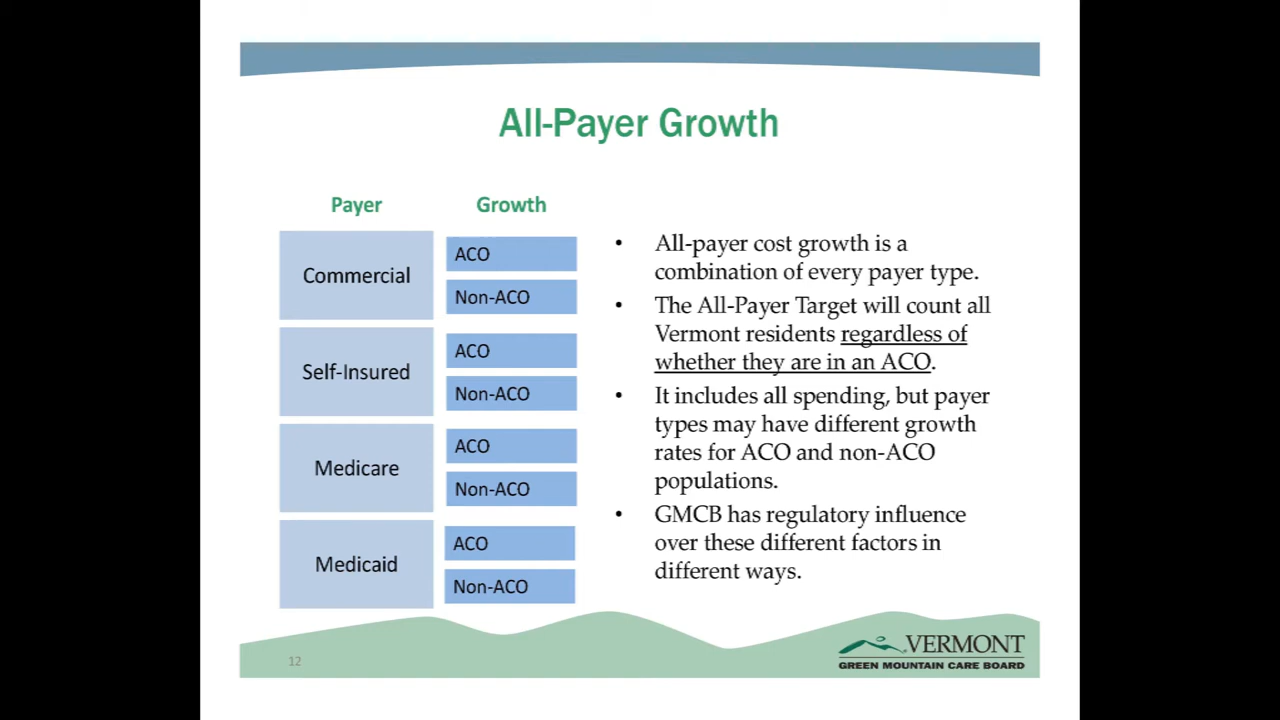 All-Payer Growth
Payer
Growth
Commercial
ACO
Non-ACO
Self-Insured
ACO
Non-ACO
Medicare
ACO
Non-ACO
Medicaid
ACO
Non-ACO
• All-payer cost growth is a
combination of every payer type.
• The All-Payer Target will count all
Vermont residents regardless of
whether they are in an ACO.
• It includes all spending, but payer
types may have different growth
rates for ACO and non-ACO
populations.
• GMCB has regulatory influence
over these different factors in
different ways.
12
VERMONT
GREEN MOUNTAIN CARE BOARD